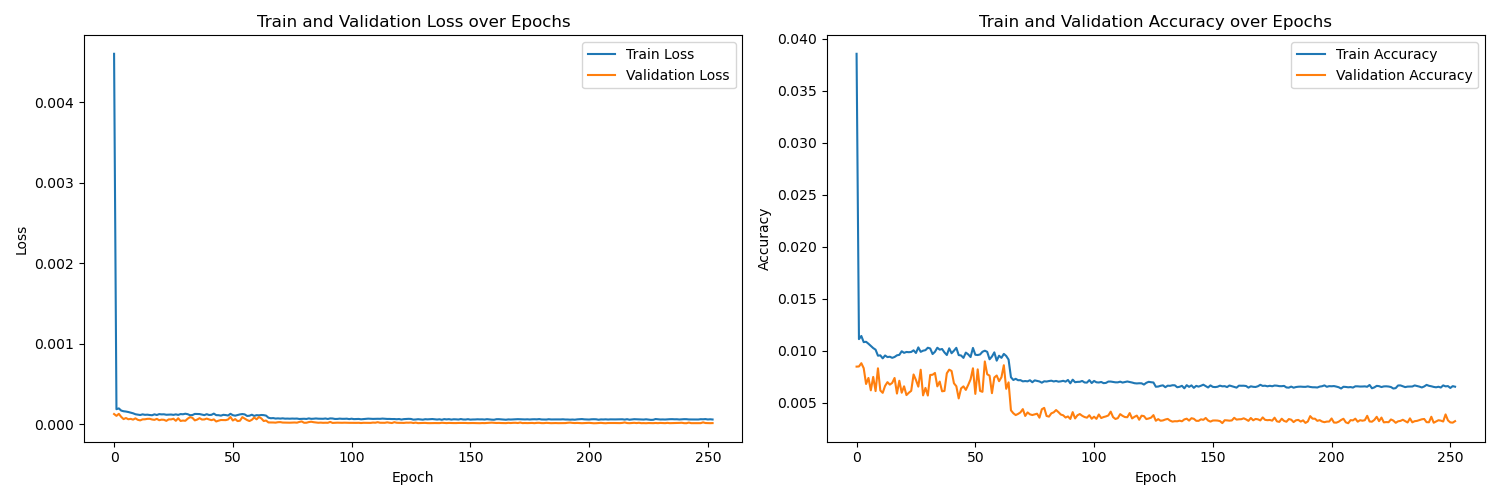 Train and Validation Loss over Epochs
Train Loss
Validation Loss
0.004
0.003
0.002
0.001
0.000
Loss
0
50
100
150
200
250
Epoch
Train and Validation Accuracy over Epochs
Train Accuracy
Validation Accuracy
0.040
0.035
0.030
0.025
0.020
0.015
0.010
0.005
Accuracy
0
50
100
150
200
250
Epoch